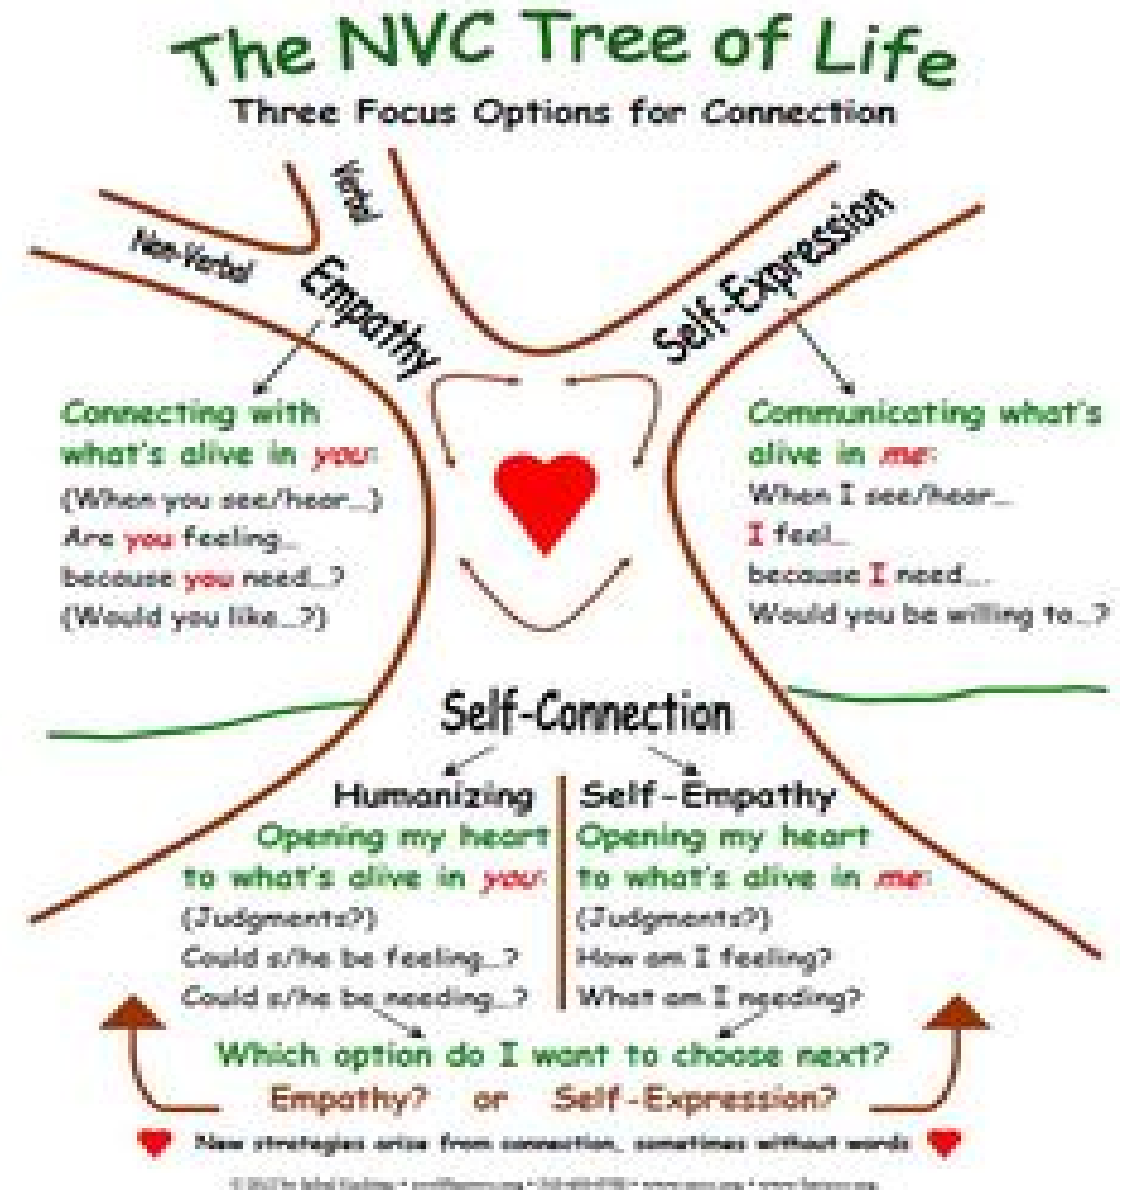 The NVC Tree of Life
Three Focus Options for Connection
Non-Verbal
Verbal
Empathy
Self-Expression
Connecting with
what's alive in you:
(When you see/hear...)
Are you feeling...
because you need...?
(Would you like...?)
Communicating what's
alive in me:
When I see/hear...
I feel...
because I need...
Would you be willing to...?
Self-Connection
Humanizing
Opening my heart
to what's alive in you:
(Judgments?)
Could s/he be feeling...?
Could s/he be needing...?
Self-Empathy
Opening my heart
to what's alive in me:
(Judgments?)
How am I feeling?
What am I needing?
Which option do I want to choose next?
Empathy? or Self-Expression?
New strategies arise from connection, sometimes without words